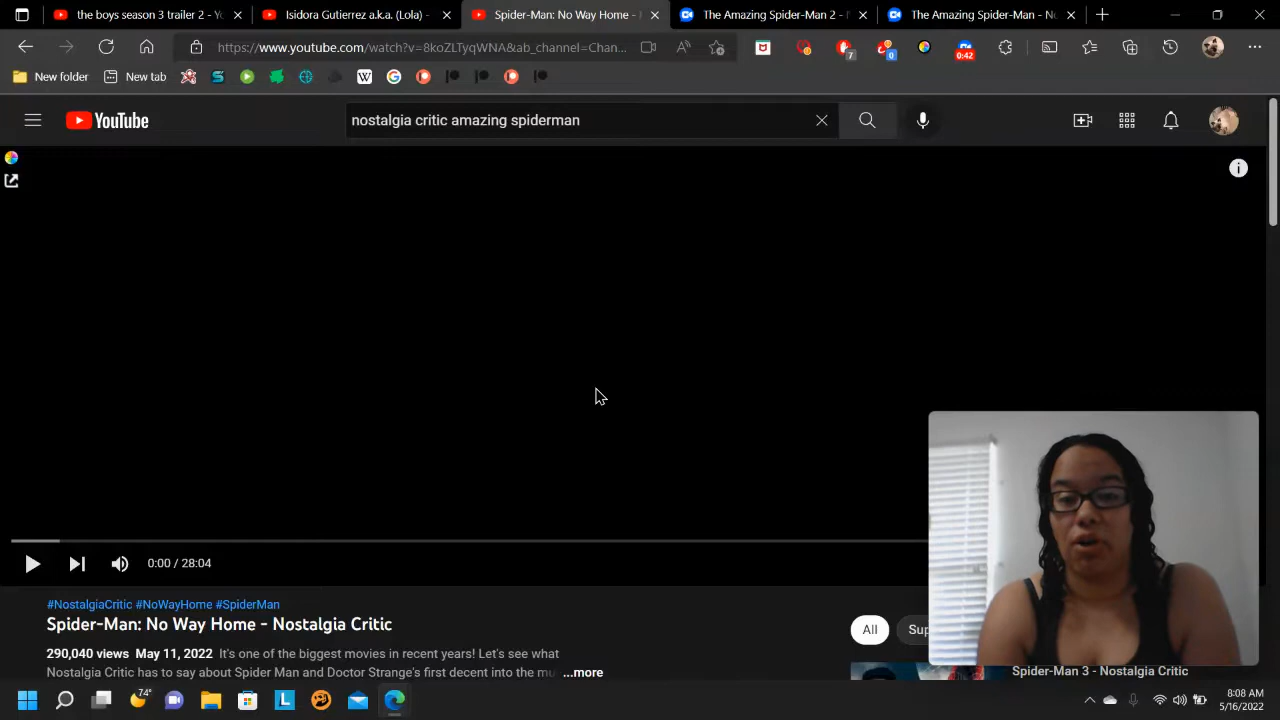 the boys season 3 trailer 2 - Y
Isidora Gutierrez a.k.a. (Lola) -
Spider-Man: No Way Home -
The Amazing Spider-Man 2 -
The Amazing Spider-Man - No
https://www.youtube.com/watch?v=8koZLTyqWNA&ab_channel=Chan...
7
0
0:42
New folder
New tab
YouTube
nostalgia critic amazing spiderman
0:00 / 28:04
#NostalgiaCritic #NoWayHome #SpiderMan
Spider-Man: No Way Home - Nostalgia Critic
All
Sup
290,040 views May 11, 2022 It's one of the biggest movies in recent years! Let's see what
Nostalgia Critic has to say about Spider Man and Doctor Strange's first decent into the mu ...more
Spider-Man 3 - Nostalgia Critic
74°
8:08 AM
5/16/2022